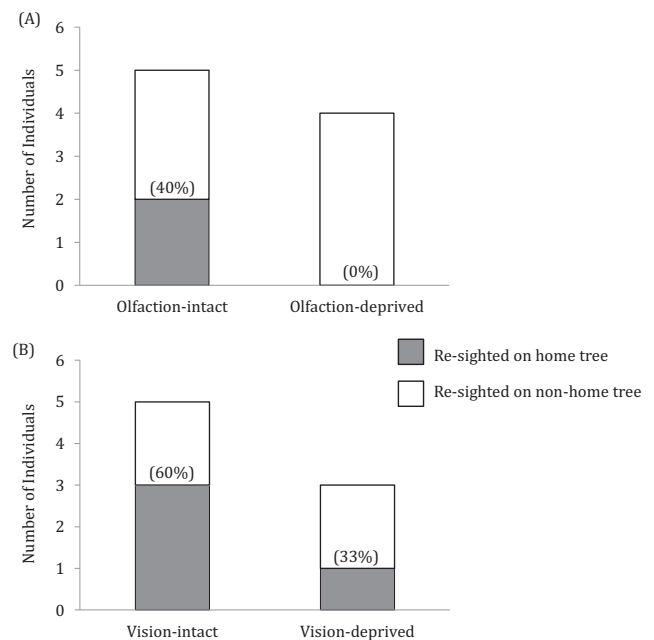 (A)
6
5
4
3
2
1
0
Number of Individuals
(40%)
(0%)
Olfaction-intact
Olfaction-deprived
(B)
6
5
4
3
2
1
0
Number of Individuals
Re-sighted on home tree
Re-sighted on non-home tree
(60%)
(33%)
Vision-intact
Vision-deprived